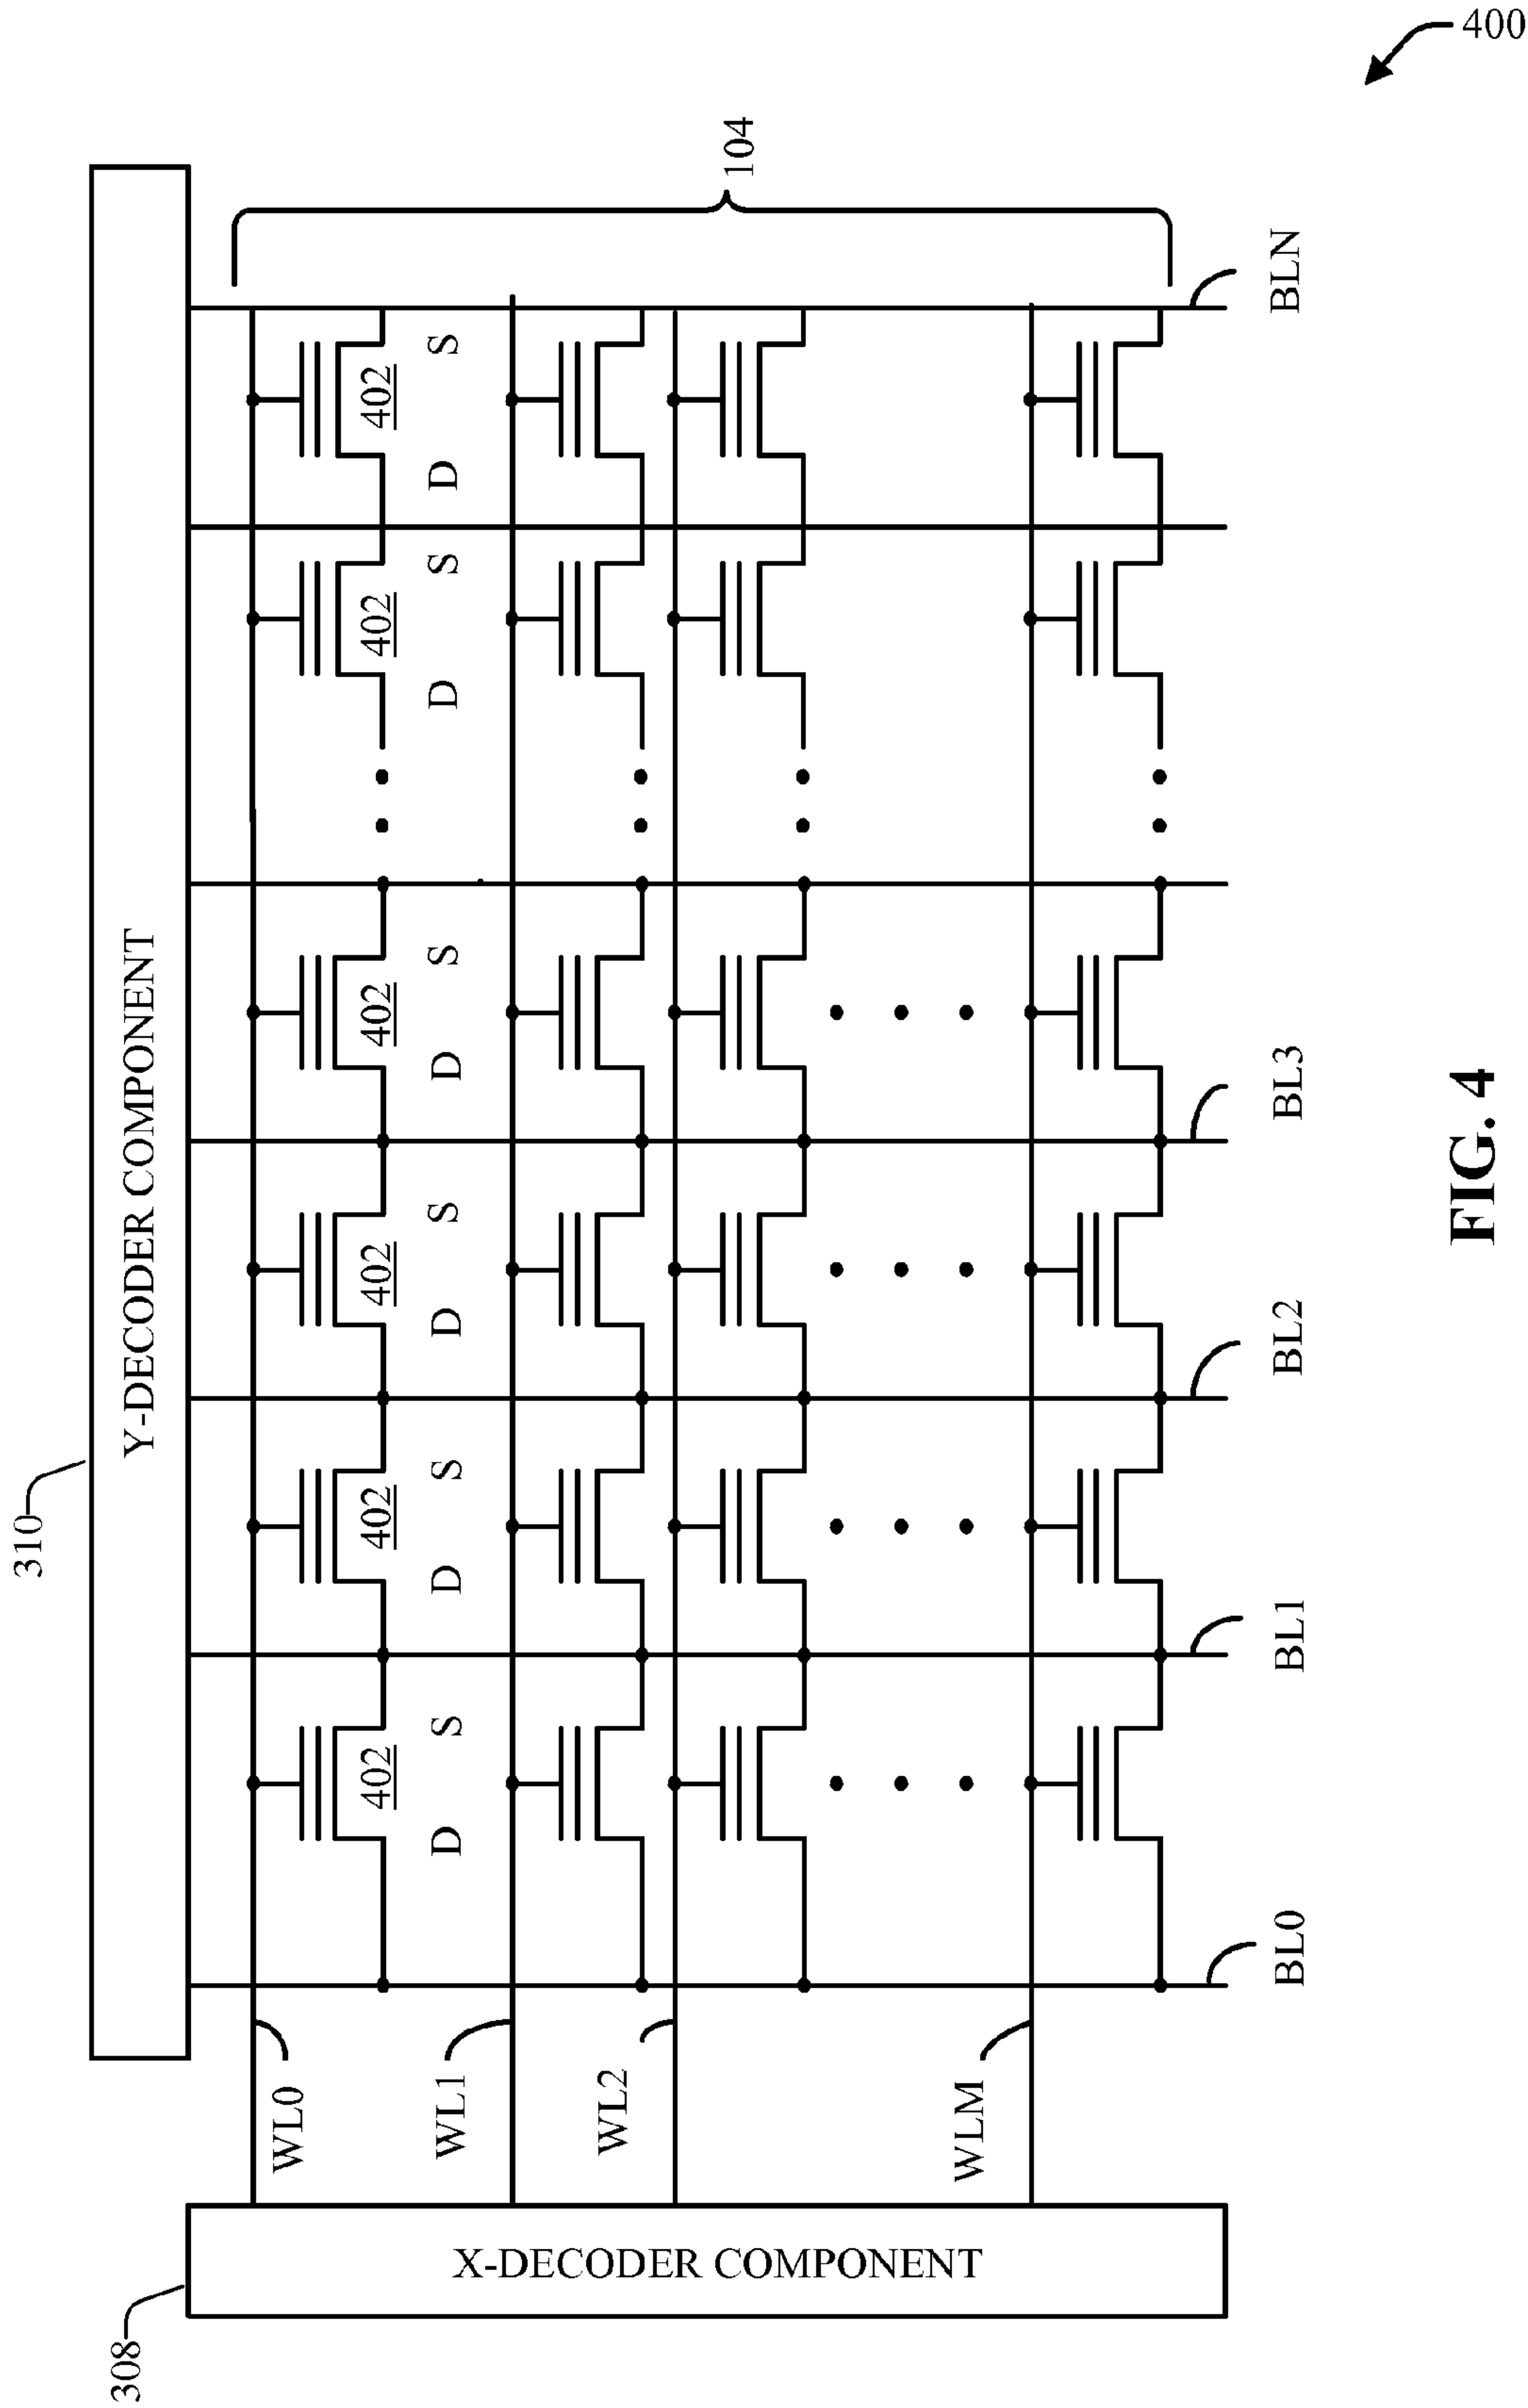 400
310
Y-DECODER COMPONENT
308
X-DECODER COMPONENT
WL0
402
402
402
402
402
402
D S D S D S D S D S D S
104
WL1
WL2
WLM
BL0
BL1
BL2
BL3
BLN
FIG. 4